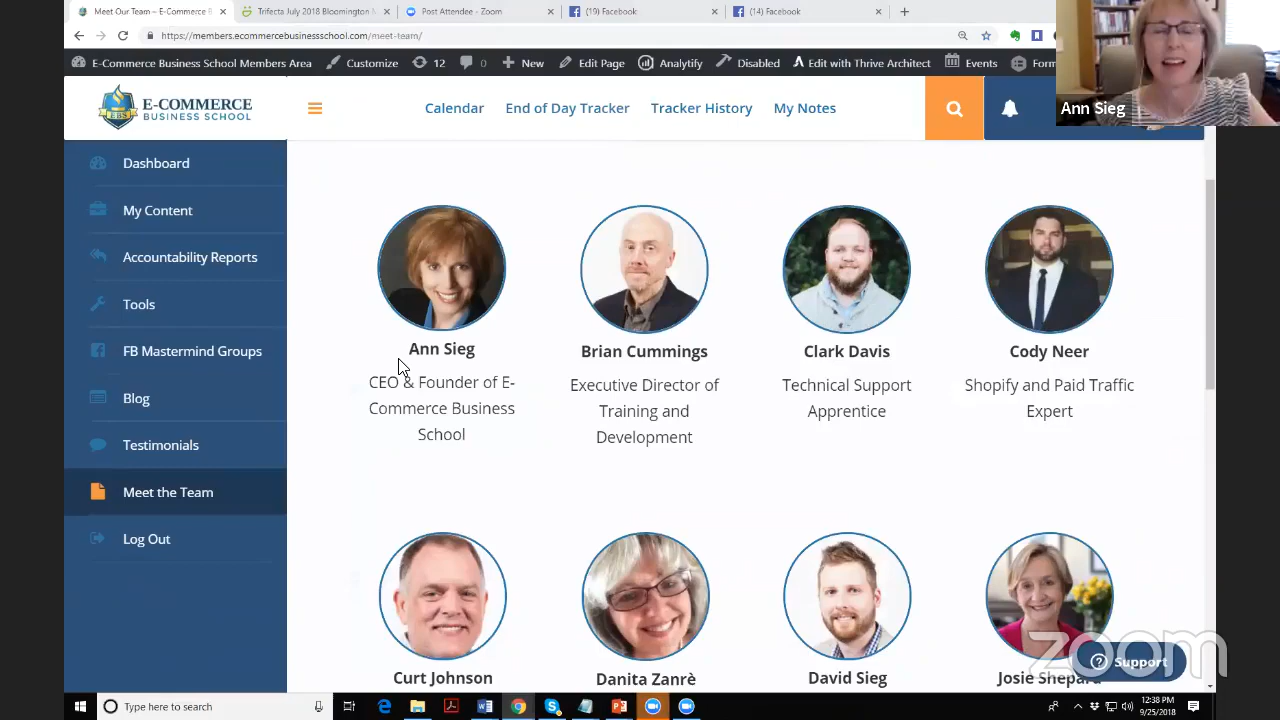 Meet Our Team – E-Commerce B
Trifecta July 2018 Bloomington
Post Attendee - Zoom
(19) Facebook
(14) Facebook
https://members.ecommercebusinessschool.com/meet-team/
E-Commerce Business School Members Area
Customize
12
0
New
Edit Page
Analytify
Disabled
Edit with Thrive Architect
Events
Form
Ann Sieg
E-COMMERCE
BUSINESS SCHOOL
EBS
Calendar
End of Day Tracker
Tracker History
My Notes
Dashboard
My Content
Accountability Reports
Tools
FB Mastermind Groups
Blog
Testimonials
Meet the Team
Log Out
Ann Sieg
CEO & Founder of E-
Commerce Business
School
Brian Cummings
Executive Director of
Training and
Development
Clark Davis
Technical Support
Apprentice
Cody Neer
Shopify and Paid Traffic
Expert
Curt Johnson
Danita Zanrè
David Sieg
Josie Shepard
zoom
Support
Type here to search
12:38 PM
9/25/2018